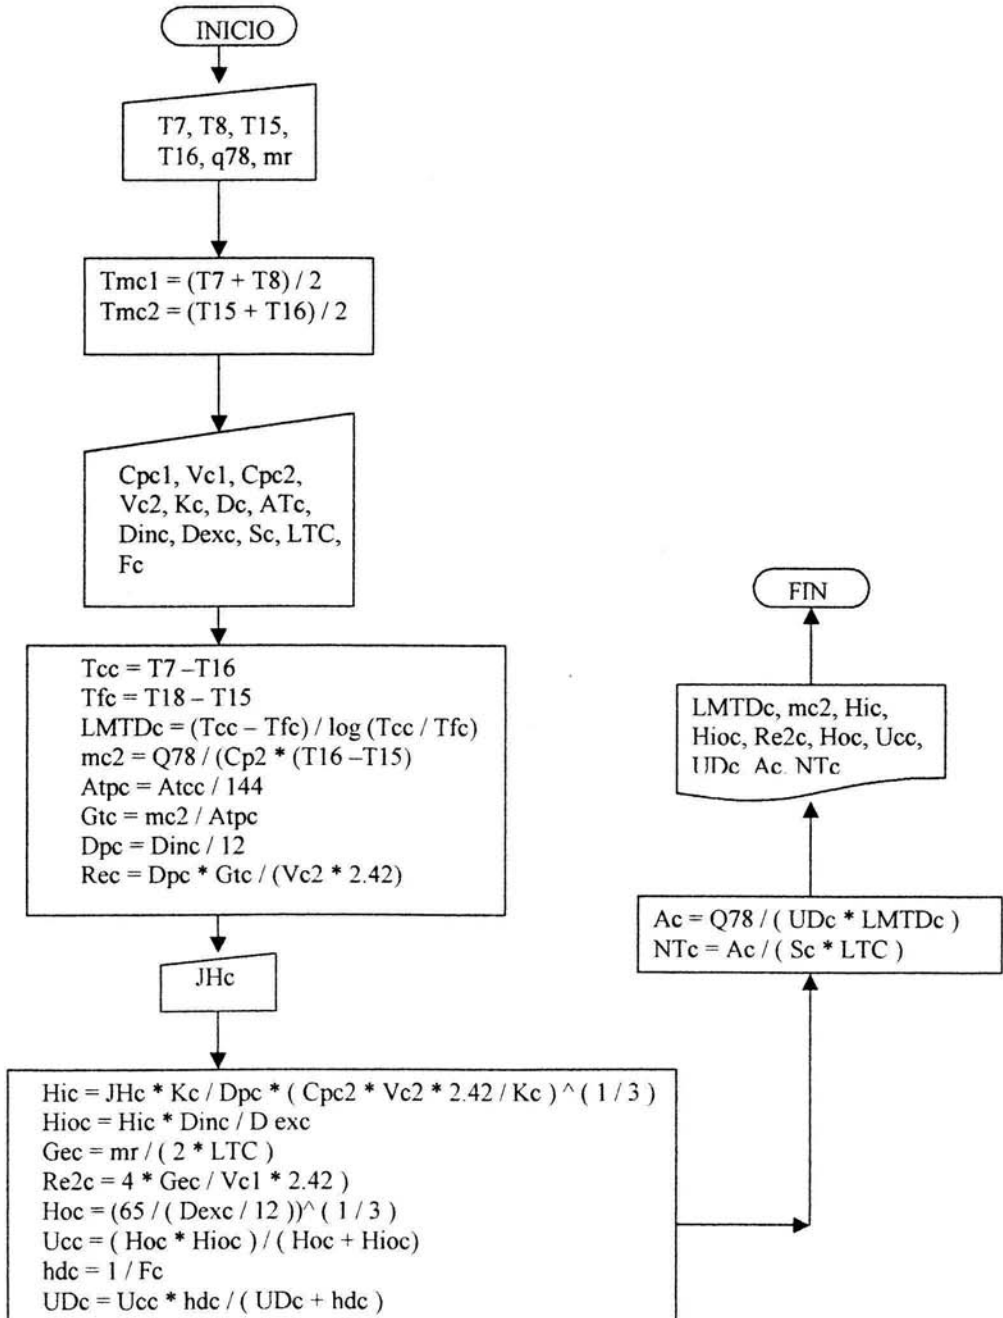 INICIO
T7, T8, T15,
T16, q78, mr
Tmc1 = (T7 + T8) / 2
Tmc2 = (T15 + T16) / 2
Cpc1, Vc1, Cpc2,
Vc2, Kc, Dc, ATc,
Dinc, Dexc, Sc, LTC,
Fc
Tcc = T7 –T16
Tfc = T18 – T15
LMTDc = (Tcc – Tfc) / log (Tcc / Tfc)
mc2 = Q78 / (Cp2 * (T16 –T15)
Atpc = Atcc / 144
Gtc = mc2 / Atpc
Dpc = Dinc / 12
Rec = Dpc * Gtc / (Vc2 * 2.42)
JHc
Hic = JHc * Kc / Dpc * ( Cpc2 * Vc2 * 2.42 / Kc ) ^ ( 1 / 3 )
Hioc = Hic * Dinc / D exc
Gec = mr / ( 2 * LTC )
Re2c = 4 * Gec / Vc1 * 2.42 )
Hoc = (65 / ( Dexc / 12 ))^ ( 1 / 3 )
Ucc = ( Hoc * Hioc ) / ( Hoc + Hioc)
hdc = 1 / Fc
UDc = Ucc * hdc / ( UDc + hdc )
Ac = Q78 / ( UDc * LMTDc )
NTc = Ac / ( Sc * LTC )
LMTDc, mc2, Hic,
Hioc, Re2c, Hoc, Ucc,
UDc, Ac, NTc
FIN